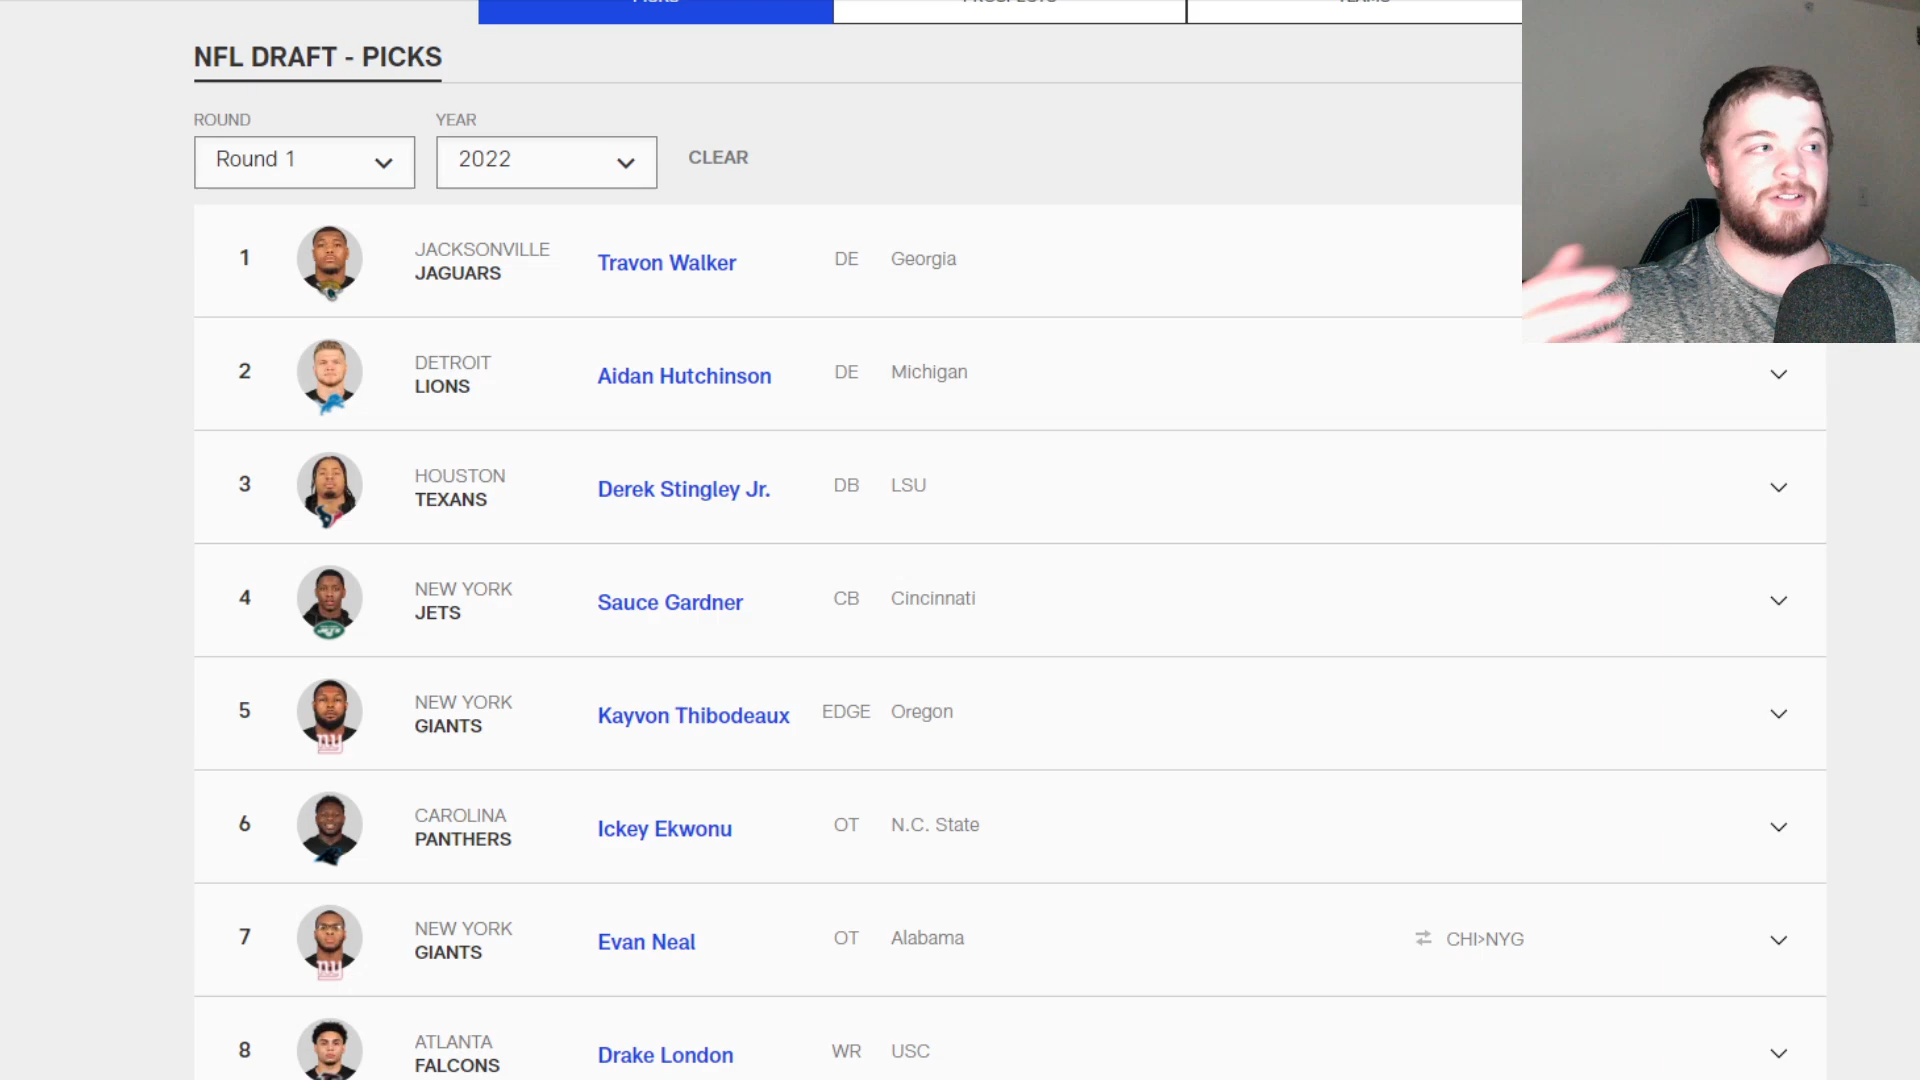 PICKS
PROSPECTS
TEAMS
NFL DRAFT - PICKS
ROUND
YEAR
Round 1
2022
CLEAR
1
JACKSONVILLE
JAGUARS
Travon Walker
DE
Georgia
2
DETROIT
LIONS
Aidan Hutchinson
DE
Michigan
3
HOUSTON
TEXANS
Derek Stingley Jr.
DB
LSU
4
NEW YORK
JETS
Sauce Gardner
CB
Cincinnati
5
NEW YORK
GIANTS
Kayvon Thibodeaux
EDGE
Oregon
6
CAROLINA
PANTHERS
Ickey Ekwonu
OT
N.C. State
7
NEW YORK
GIANTS
Evan Neal
OT
Alabama
CHI>NYG
8
ATLANTA
FALCONS
Drake London
WR
USC